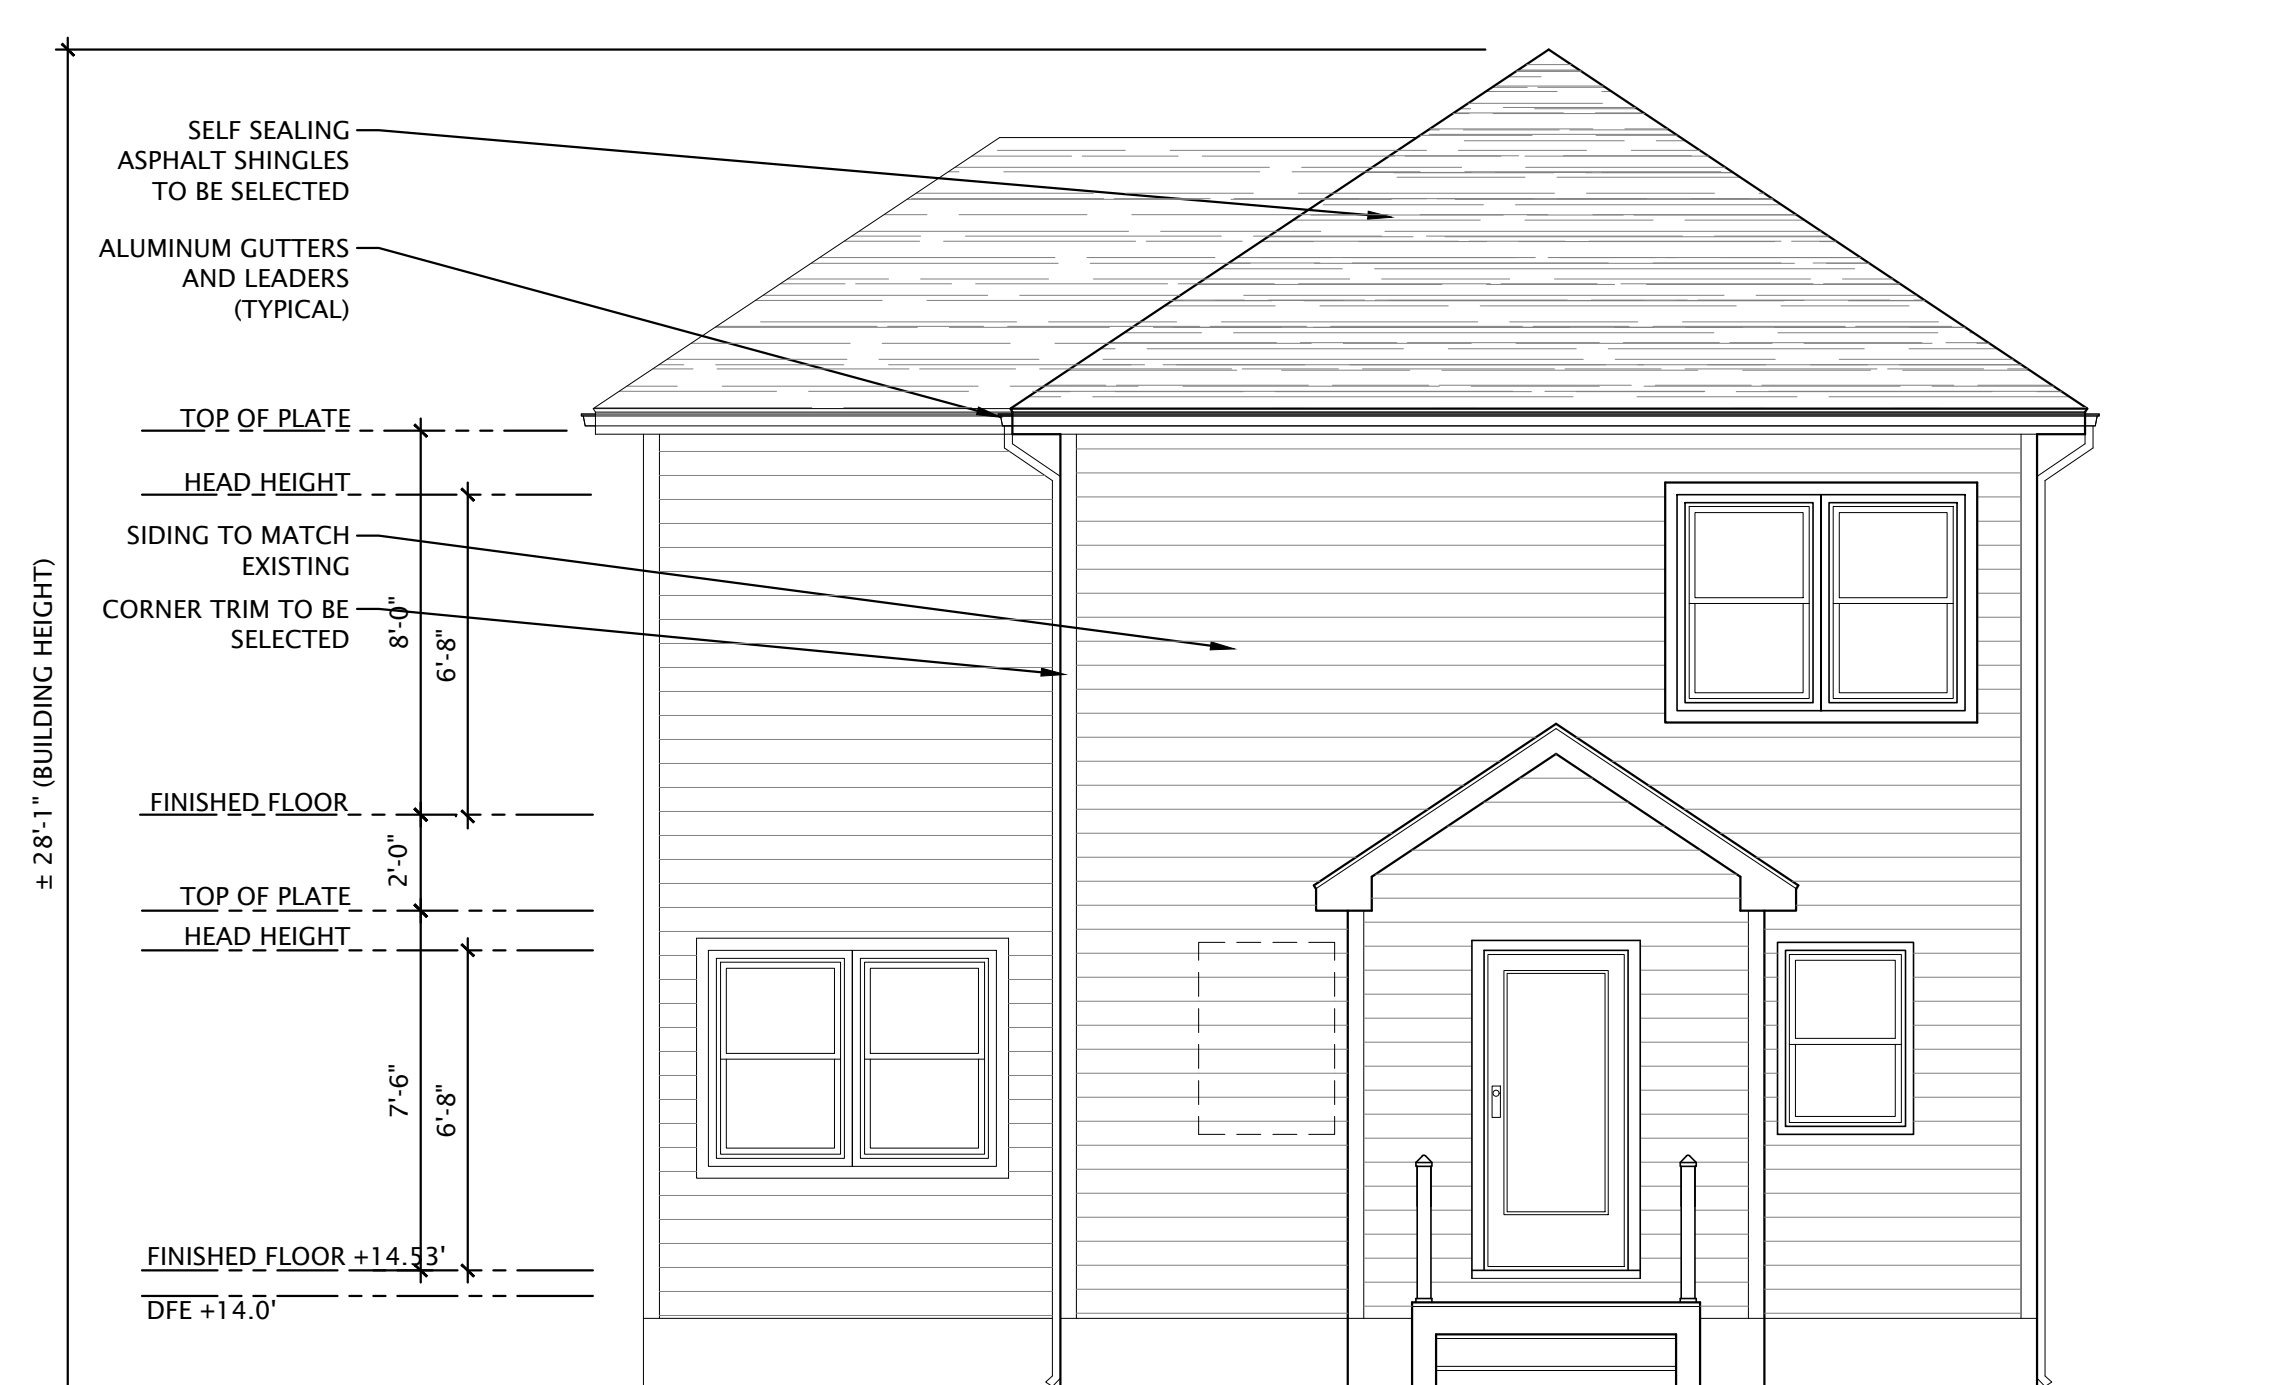 SELF SEALING
ASPHALT SHINGLES
TO BE SELECTED
ALUMINUM GUTTERS
AND LEADERS
(TYPICAL)
TOP OF PLATE
HEAD HEIGHT
SIDING TO MATCH
EXISTING
CORNER TRIM TO BE
SELECTED
8'-0"
6'-8"
± 28'-1" (BUILDING HEIGHT)
FINISHED FLOOR
2'-0"
TOP OF PLATE
HEAD HEIGHT
7'-6"
6'-8"
FINISHED FLOOR +14.53'
DFE +14.0'